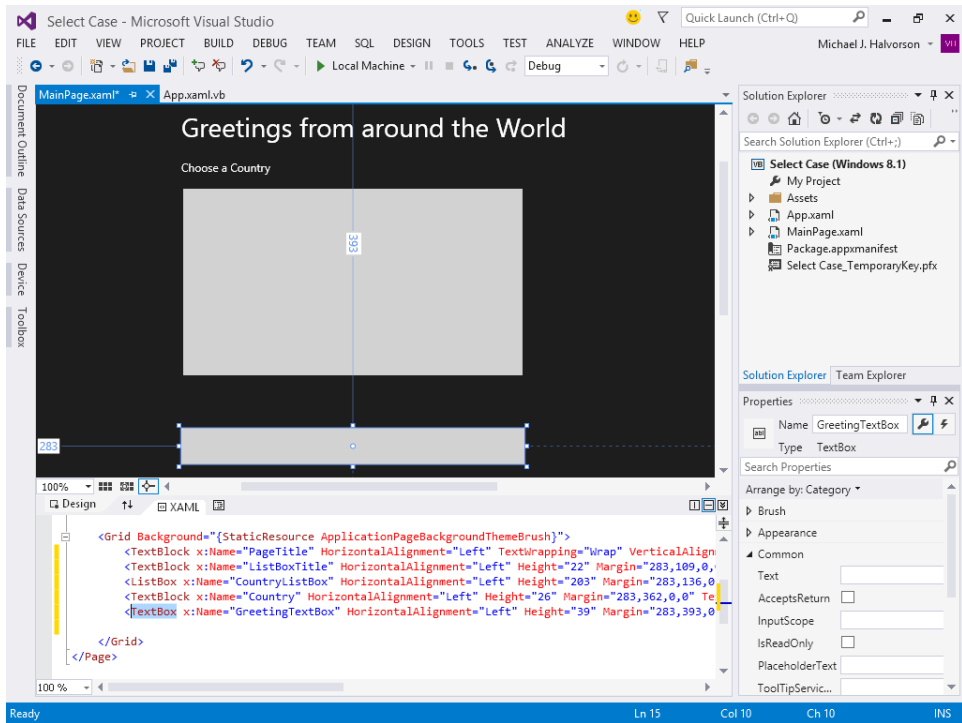 Select Case - Microsoft Visual Studio
Quick Launch (Ctrl+Q)
FILE EDIT VIEW PROJECT BUILD DEBUG TEAM SQL DESIGN TOOLS TEST ANALYZE WINDOW HELP
Michael J. Halvorson
Local Machine
Debug
MainPage.xaml* App.xaml.vb
Document Outline
Data Sources
Device
Toolbox
Greetings from around the World
Choose a Country
393
283
100%
Design
XAML
<Grid Background="{StaticResource ApplicationPageBackgroundThemeBrush}">
<TextBlock x:Name="PageTitle" HorizontalAlignment="Left" TextWrapping="Wrap" VerticalAlign
<TextBlock x:Name="ListBoxTitle" HorizontalAlignment="Left" Height="22" Margin="283,109,0,
<ListBox x:Name="CountryListBox" HorizontalAlignment="Left" Height="203" Margin="283,136,0
<TextBlock x:Name="Country" HorizontalAlignment="Left" Height="26" Margin="283,362,0,0" Te
<TextBox x:Name="GreetingTextBox" HorizontalAlignment="Left" Height="39" Margin="283,393,0
</Grid>
</Page>
100 %
Solution Explorer
Search Solution Explorer (Ctrl+;)
VB Select Case (Windows 8.1)
My Project
Assets
App.xaml
MainPage.xaml
Package.appxmanifest
Select Case_TemporaryKey.pfx
Solution Explorer Team Explorer
Properties
Name GreetingTextBox
Type TextBox
Search Properties
Arrange by: Category
Brush
Appearance
Common
Text
AcceptsReturn
InputScope
IsReadOnly
PlaceholderText
ToolTipServic...
Ready
Ln 15 Col 10 Ch 10 INS